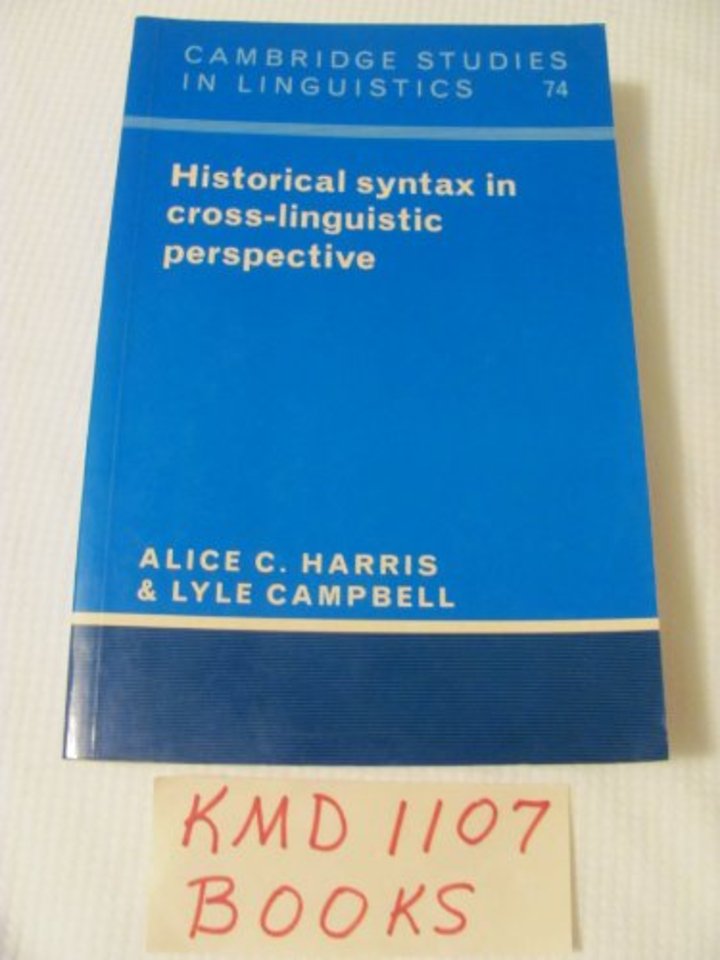 CAMBRIDGE STUDIES
IN LINGUISTICS 74
Historical syntax in
cross-linguistic
perspective
ALICE C. HARRIS
& LYLE CAMPBELL
KMD 1107
BOOKS